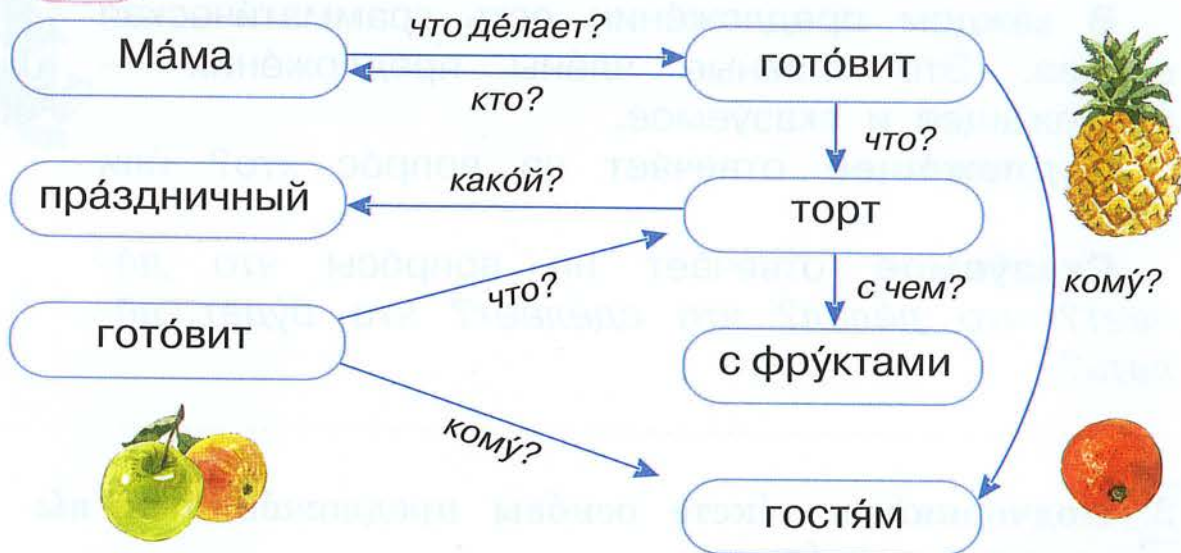 что де́лает?
Ма́ма
гото́вит
кто?
что?
како́й?
пра́здничный
торт
что?
с чем?
кому́?
гото́вит
с фру́ктами
кому́?
гостя́м